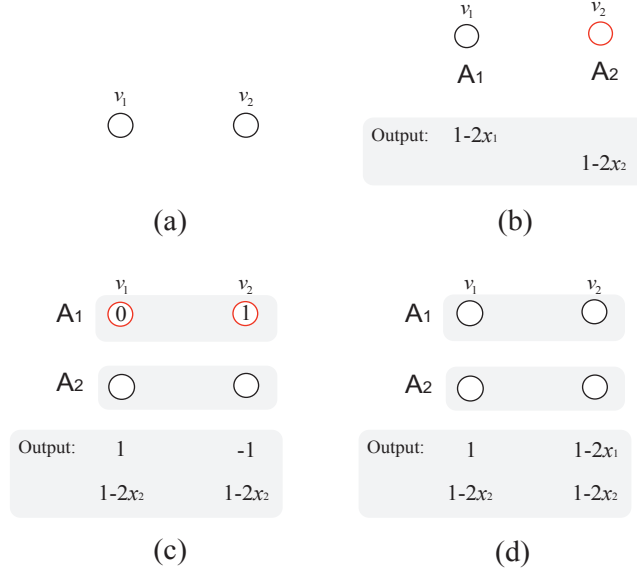 v₂
v₁
A₁ A₂
v₁ v₂
Output: 1-2x₁
1-2x₂
(a) (b)
v₁ v₂ v₁ v₂
A₁ 0 1 A₁
A₂ A₂
Output: 1 -1 Output: 1 1-2x₁
1-2x₂ 1-2x₂ 1-2x₂ 1-2x₂
(c) (d)